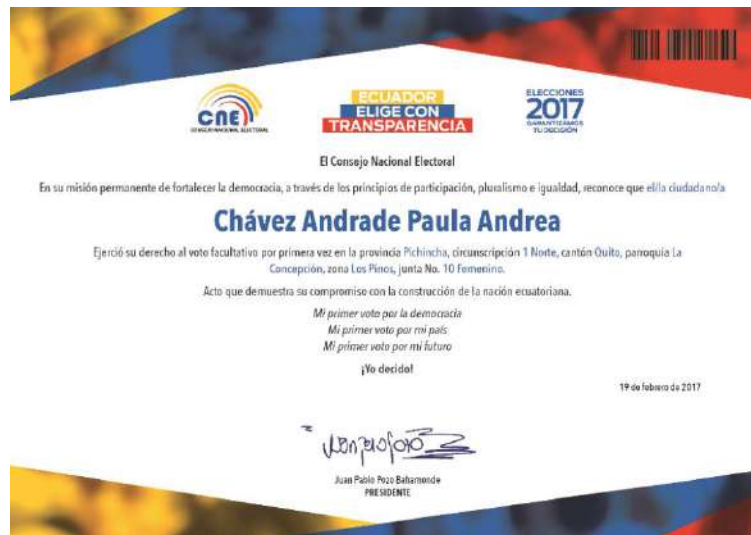 CNE
CONSEJO NACIONAL ELECTORAL
ECUADOR
ELIGE CON
TRANSPARENCIA
ELECCIONES
2017
GARANTIZAMOS
TU DECISIÓN
El Consejo Nacional Electoral
En su misión permanente de fortalecer la democracia, a través de los principios de participación, pluralismo e igualdad, reconoce que el/la ciudadano/a
Chávez Andrade Paula Andrea
Ejerció su derecho al voto facultativo por primera vez en la provincia Pichincha, circunscripción 1 Norte, cantón Quito, parroquia La
Concepción, zona Los Pinos, junta No. 10 Femenino.
Acto que demuestra su compromiso con la construcción de la nación ecuatoriana.
Mi primer voto por la democracia
Mi primer voto por mi país
Mi primer voto por mi futuro
¡Yo decido!
19 de febrero de 2017
Juan Pablo Pozo Bahamonde
PRESIDENTE